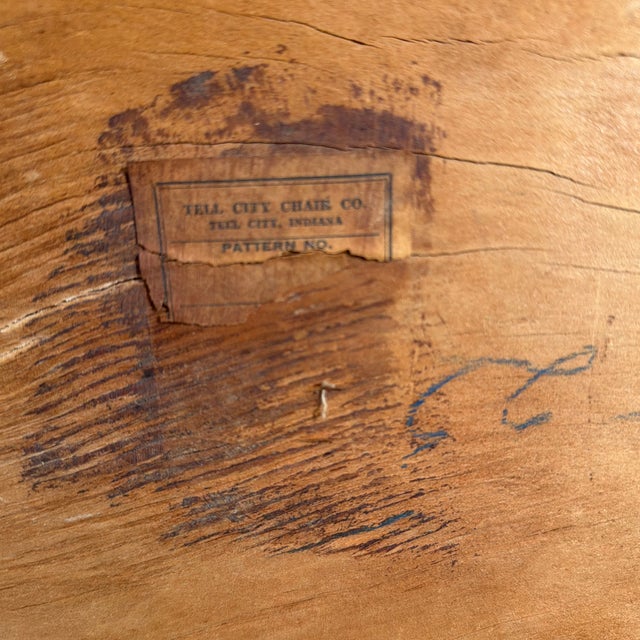 TELL CITY CHAIR CO.
TELL CITY, INDIANA
PATTERN NO.